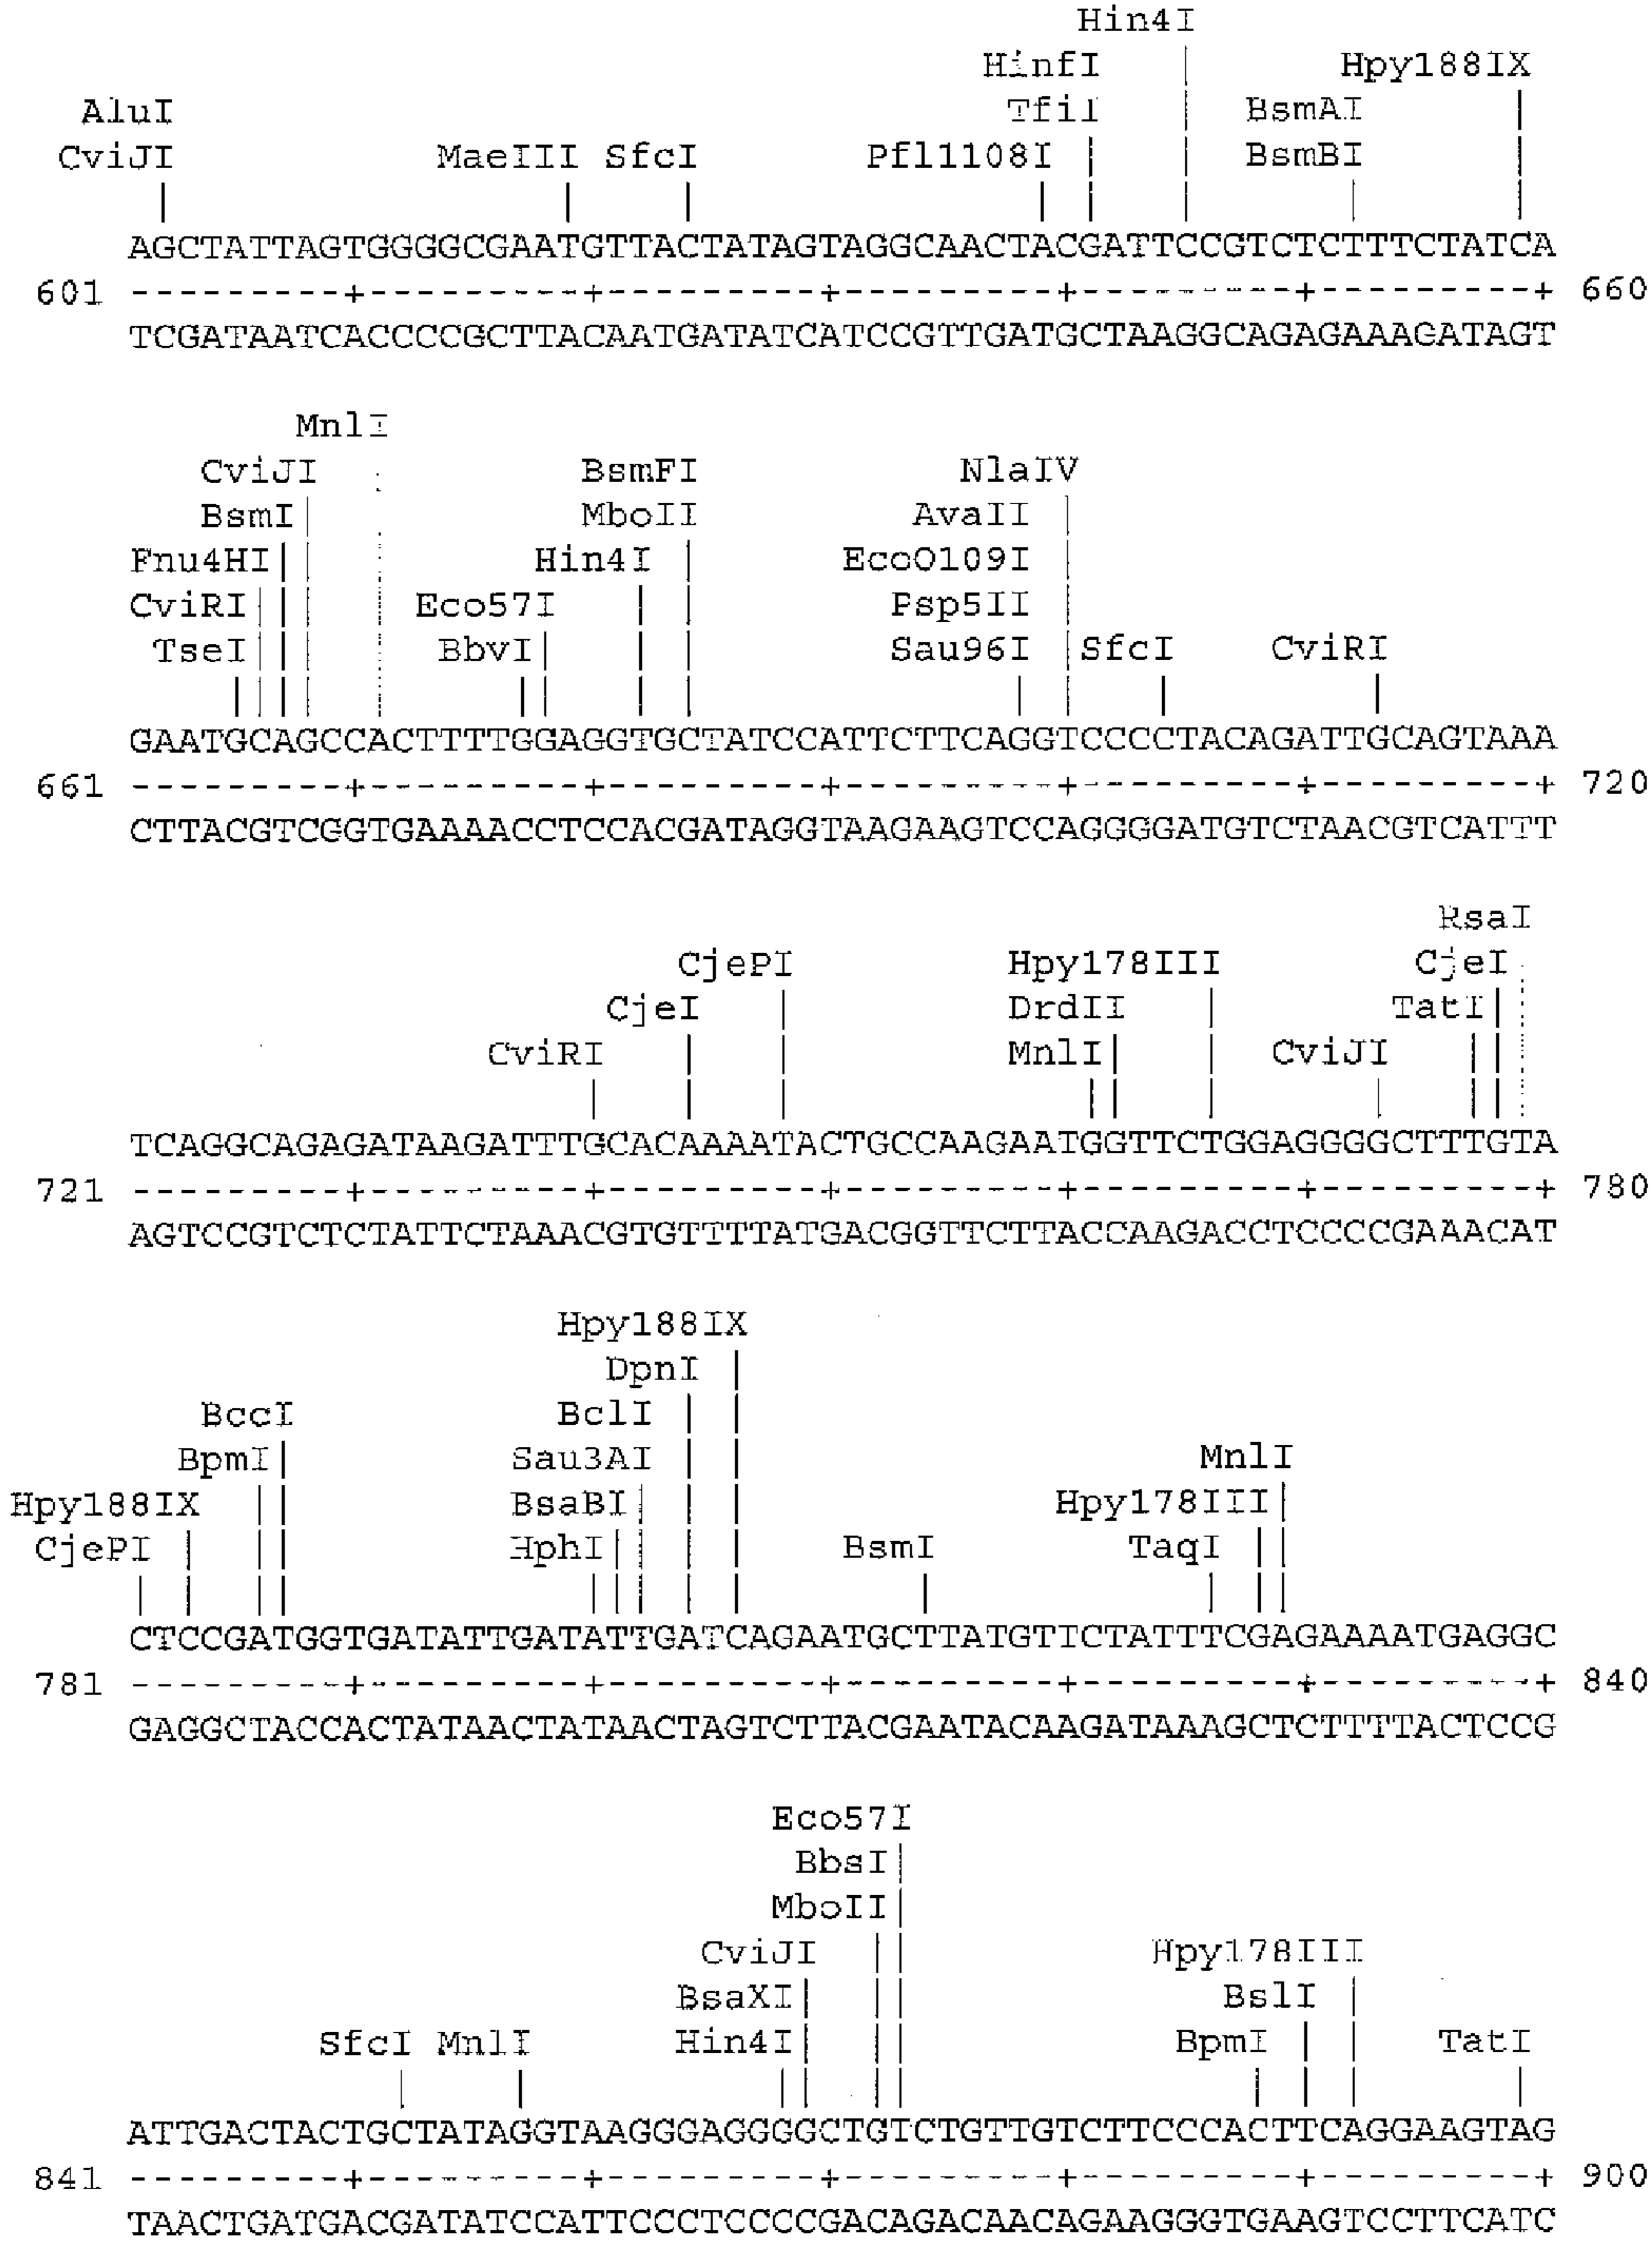 Hin4I
HinfI Hpy188IX
AluI TfiI BsmAI
CviJI MaeIII SfcI Pfl1108I BsmBI
AGCTATTAGTGGGGCGAATGTTACTATAGTAGGCAACTACGATTCCGTCTCTTTCTATCA
601 ---------+---------+---------+---------+---------+---------+ 660
TCGATAATCACCCCGCTTACAATGATATCATCCGTTGATGCTAAGGCAGAGAAAGATAGT
MnlI
CviJI BsmFI NlaIV
BsmI MboII AvaII
Fnu4HI Hin4I EcoO109I
CviRI Eco57I Psp5II
TseI BbvI Sau96I SfcI CviRI
GAATGCAGCCACTTTTGGAGGTGCTATCCATTCTTCAGGTCCCCTACAGATTGCAGTAAA
661 ---------+---------+---------+---------+---------+---------+ 720
CTTACGTCGGTGAAAACCTCCACGATAGGTAAGAAGTCCAGGGGATGTCTAACGTCATTT
RsaI
CjePI Hpy178III CjeI
CjeI DrdII TatI
CviRI MnlI CviJI
TCAGGCAGAGATAAGATTTGCACAAAATACTGCCAAGAATGGTTCTGGAGGGGCTTTGTA
721 ---------+---------+---------+---------+---------+---------+ 780
AGTCCGTCTCTATTCTAAACGTGTTTTATGACGGTTCTTACCAAGACCTCCCCGAAACAT
Hpy188IX
DpnI
BccI BclI
BpmI Sau3AI MnlI
Hpy188IX BsaBI Hpy178III
CjePI HphI BsmI TaqI
CTCCGATGGTGATATTGATATTGATCAGAATGCTTATGTTCTATTTCGAGAAAATGAGGC
781 ---------+---------+---------+---------+---------+---------+ 840
GAGGCTACCACTATAACTATAACTAGTCTTACGAATACAAGATAAAGCTCTTTTACTCCG
Eco57I
BbsI
MboII
CviJI Hpy178III
BsaXI BslI
SfcI MnlI Hin4I BpmI TatI
ATTGACTACTGCTATAGGTAAGGGAGGGGCTGTCTGTTGTCTTCCCACTTCAGGAAGTAG
841 ---------+---------+---------+---------+---------+---------+ 900
TAACTGATGACGATATCCATTCCCTCCCCGACAGACAACAGAAGGGTGAAGTCCTTCATC